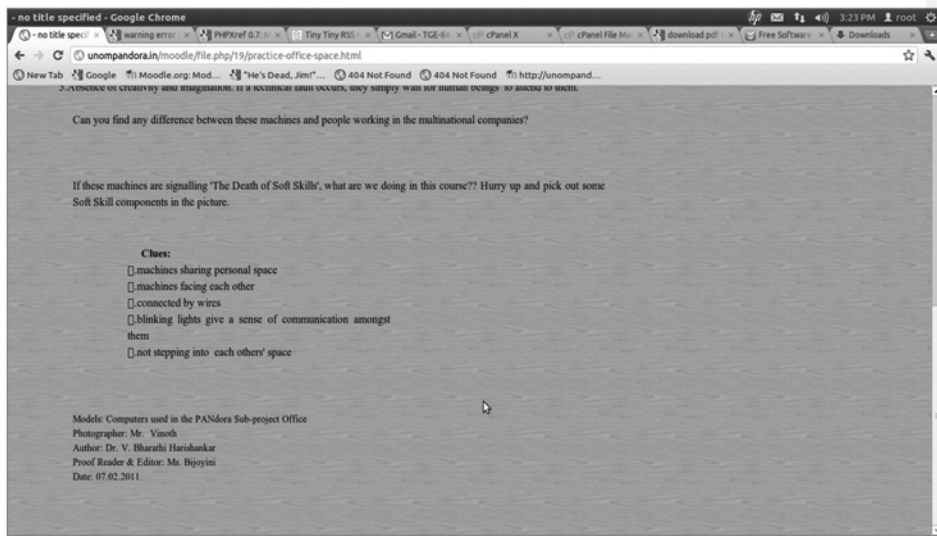 - no title specified - Google Chrome
3:23 PM root
- no title specif
warning error
PHPXref 0.7:
Tiny Tiny RSS
Gmail - TGE-
cPanel X
cPanel File Ma
download pdf
Free Software
Downloads
unompandora.in/moodle/file.php/19/practice-office-space.html
New Tab Google Moodle.org: Mod... "He's Dead, Jim!"... 404 Not Found 404 Not Found http://unompand...
5.Absence of creativity and imagination. If a technical fault occurs, they simply wait for human beings to attend to them.
Can you find any difference between these machines and people working in the multinational companies?
If these machines are signalling 'The Death of Soft Skills', what are we doing in this course?? Hurry up and pick out some
Soft Skill components in the picture.
Clues:
.machines sharing personal space
.machines facing each other
.connected by wires
.blinking lights give a sense of communication amongst
them
.not stepping into each others' space
Models: Computers used in the PANdora Sub-project Office
Photographer: Mr. Vinoth
Author: Dr. V. Bharathi Harishankar
Proof Reader & Editor: Ms. Bijoyini
Date: 07.02.2011